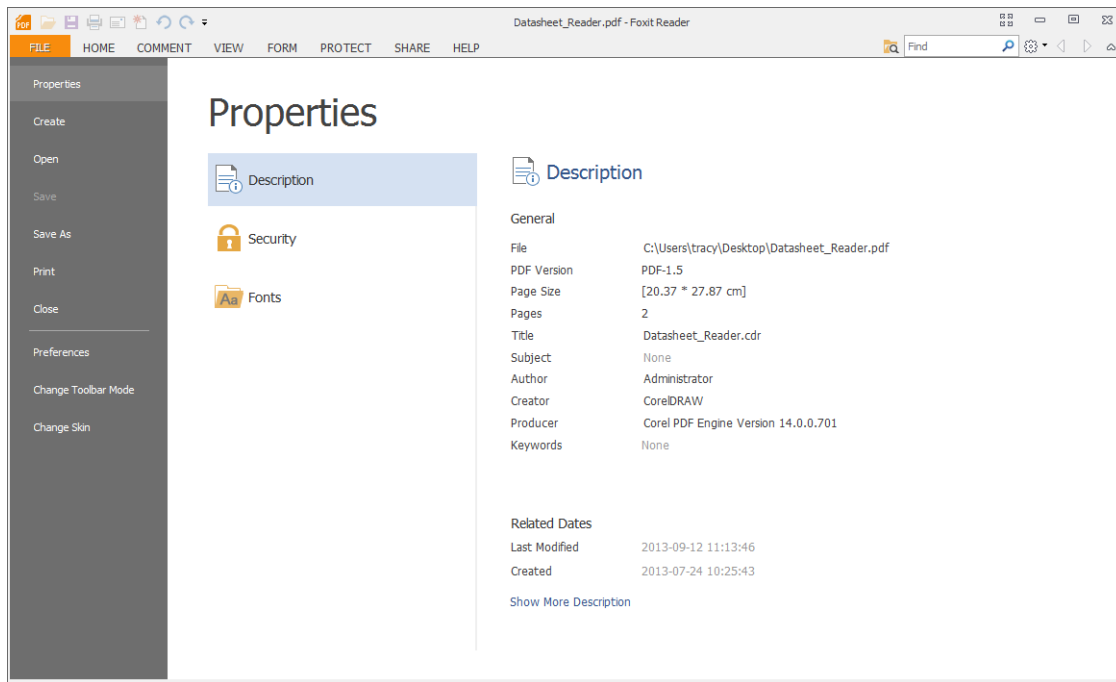 PDF
Datasheet_Reader.pdf - Foxit Reader
FILE HOME COMMENT VIEW FORM PROTECT SHARE HELP Find
Properties
Create
Open
Save
Save As
Print
Close
Preferences
Change Toolbar Mode
Change Skin
Properties
Description
Security
Aa Fonts
Description
General
File C:\Users\tracy\Desktop\Datasheet_Reader.pdf
PDF Version PDF-1.5
Page Size [20.37 * 27.87 cm]
Pages 2
Title Datasheet_Reader.cdr
Subject None
Author Administrator
Creator CorelDRAW
Producer Corel PDF Engine Version 14.0.0.701
Keywords None
Related Dates
Last Modified 2013-09-12 11:13:46
Created 2013-07-24 10:25:43
Show More Description